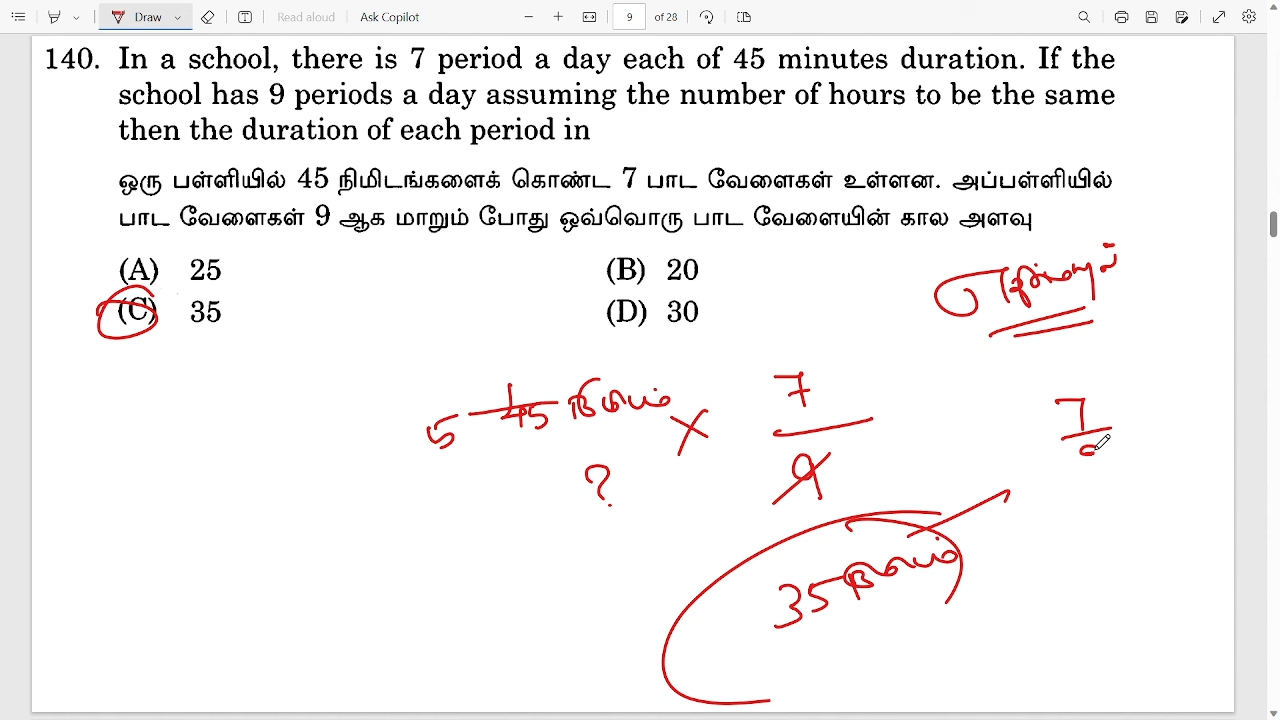 Draw Read aloud Ask Copilot 9 of 28
140. In a school, there is 7 period a day each of 45 minutes duration. If the
school has 9 periods a day assuming the number of hours to be the same
then the duration of each period in
ஒரு பள்ளியில் 45 நிமிடங்களைக் கொண்ட 7 பாட வேளைகள் உள்ளன. அப்பள்ளியில்
பாட வேளைகள் 9 ஆக மாறும் போது ஒவ்வொரு பாட வேளையின் கால அளவு
(A) 25 (B) 20
(C) 35 (D) 30
5 45 நிமிடம் × 7 7
? 9
35 நிமிடம்